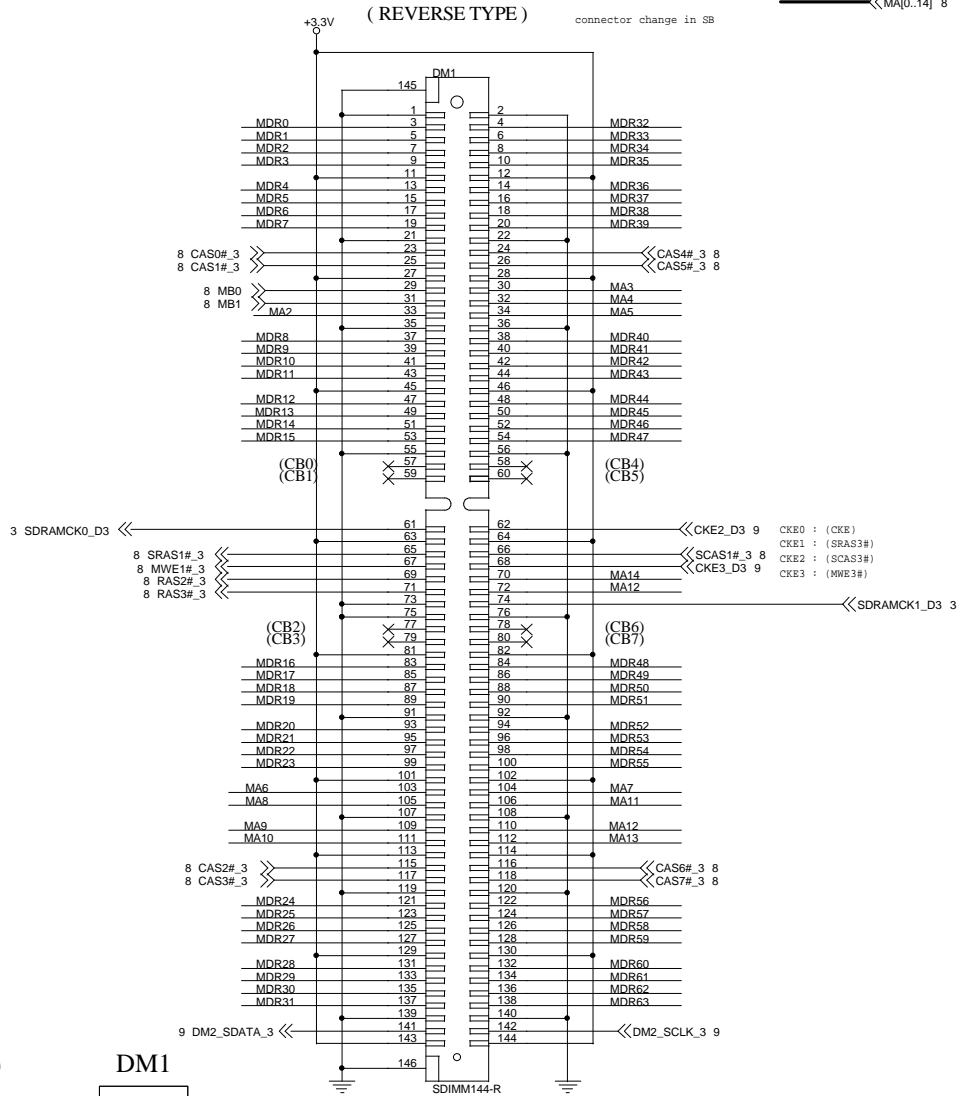 ( REVERSE TYPE )
connector change in SB
MA[0..14] 8
+3.3V
DM1
145
1 2
MDR0 3 4 MDR32
MDR1 5 6 MDR33
MDR2 7 8 MDR34
MDR3 9 10 MDR35
11 12
MDR4 13 14 MDR36
MDR5 15 16 MDR37
MDR6 17 18 MDR38
MDR7 19 20 MDR39
21 22
8 CAS0#_3 23 24 CAS4#_3 8
8 CAS1#_3 25 26 CAS5#_3 8
27 28
8 MB0 29 30 MA3
8 MB1 31 32 MA4
MA2 33 34 MA5
35 36
MDR8 37 38 MDR40
MDR9 39 40 MDR41
MDR10 41 42 MDR42
MDR11 43 44 MDR43
45 46
MDR12 47 48 MDR44
MDR13 49 50 MDR45
MDR14 51 52 MDR46
MDR15 53 54 MDR47
55 56
(CB0) 57 58 (CB4)
(CB1) 59 60 (CB5)
3 SDRAMCK0_D3 61 62 CKE2_D3 9 CKE0 : (CKE)
63 64 CKE1 : (SRAS3#)
8 SRAS1#_3 65 66 SCAS1#_3 8 CKE2 : (SCAS3#)
8 MWE1#_3 67 68 CKE3_D3 9 CKE3 : (MWE3#)
8 RAS2#_3 69 70 MA14
8 RAS3#_3 71 72 MA12
73 74 SDRAMCK1_D3 3
75 76
(CB2) 77 78 (CB6)
(CB3) 79 80 (CB7)
81 82
MDR16 83 84 MDR48
MDR17 85 86 MDR49
MDR18 87 88 MDR50
MDR19 89 90 MDR51
91 92
MDR20 93 94 MDR52
MDR21 95 96 MDR53
MDR22 97 98 MDR54
MDR23 99 100 MDR55
101 102
MA6 103 104 MA7
MA8 105 106 MA11
107 108
MA9 109 110 MA12
MA10 111 112 MA13
113 114
8 CAS2#_3 115 116 CAS6#_3 8
8 CAS3#_3 117 118 CAS7#_3 8
119 120
MDR24 121 122 MDR56
MDR25 123 124 MDR57
MDR26 125 126 MDR58
MDR27 127 128 MDR59
129 130
MDR28 131 132 MDR60
MDR29 133 134 MDR61
MDR30 135 136 MDR62
MDR31 137 138 MDR63
139 140
9 DM2_SDATA_3 141 142 DM2_SCLK_3 9
143 144
146
DM1
SDIMM144-R